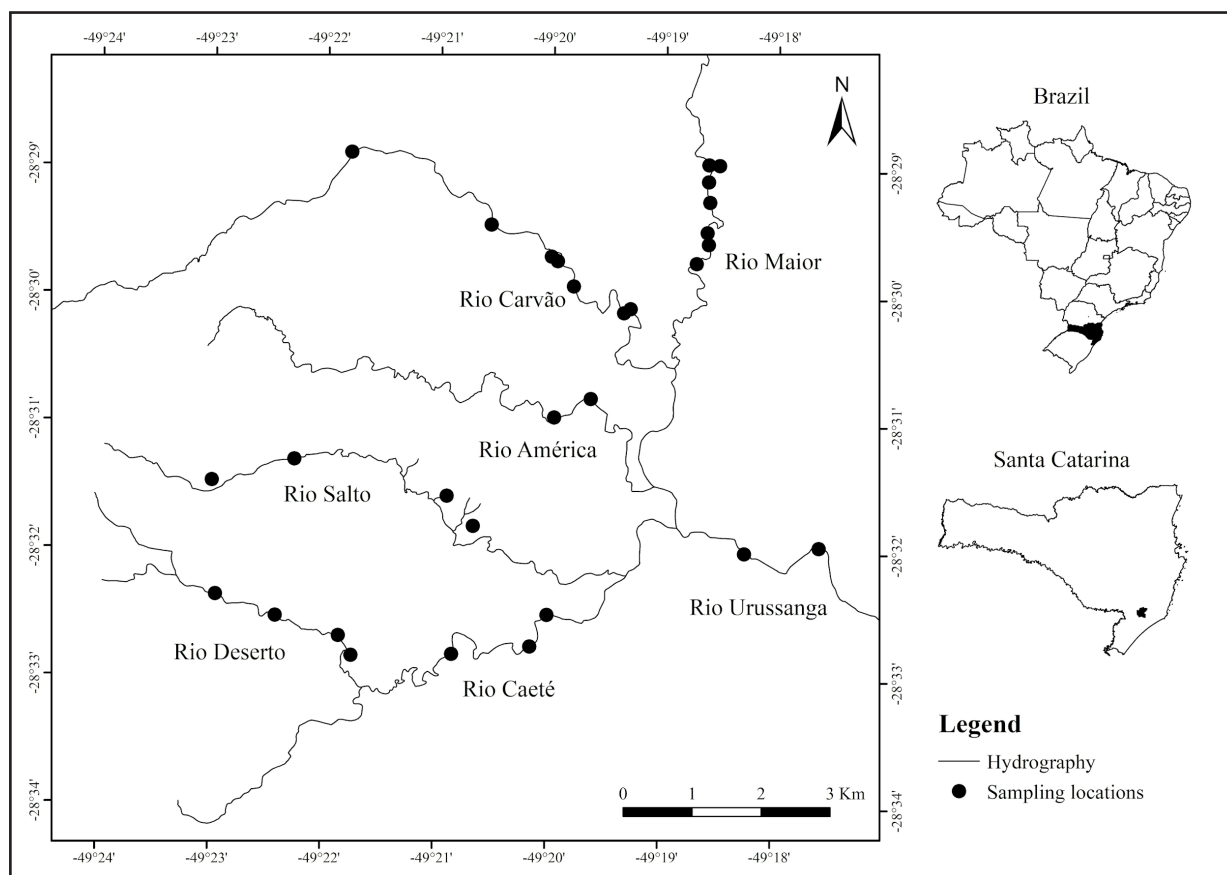 -49°24' -49°23' -49°22' -49°21' -49°20' -49°19' -49°18'
N
-28°29'
-28°30'
-28°31'
-28°32'
-28°33'
-28°34'
Rio Maior
Rio Carvão
Rio América
Rio Salto
Rio Urussanga
Rio Deserto
Rio Caeté
0 1 2 3 Km
-28°29'
-28°30'
-28°31'
-28°32'
-28°33'
-28°34'
-49°24' -49°23' -49°22' -49°21' -49°20' -49°19' -49°18'
Brazil
Santa Catarina
Legend
Hydrography
Sampling locations